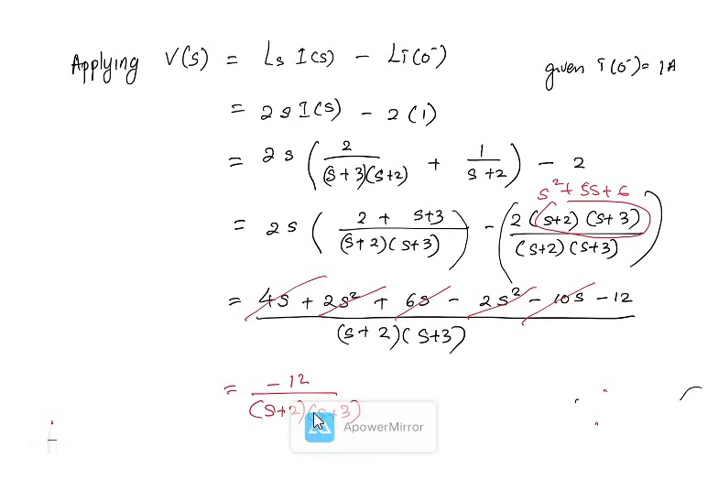 Applying V(s) = Ls I(s) - Li(0⁻) given i(0⁻) = 1A
= 2s I(s) - 2(1)
= 2s ( 2/((s+3)(s+2)) + 1/(s+2) ) - 2
s²+5s+6
= 2s ( (2 + s+3)/((s+2)(s+3)) ) - ( 2(s+2)(s+3)/((s+2)(s+3)) )
= (4s + 2s² + 6s - 2s² - 10s - 12)/((s+2)(s+3))
= -12/((s+2)(s+3))
ApowerMirror